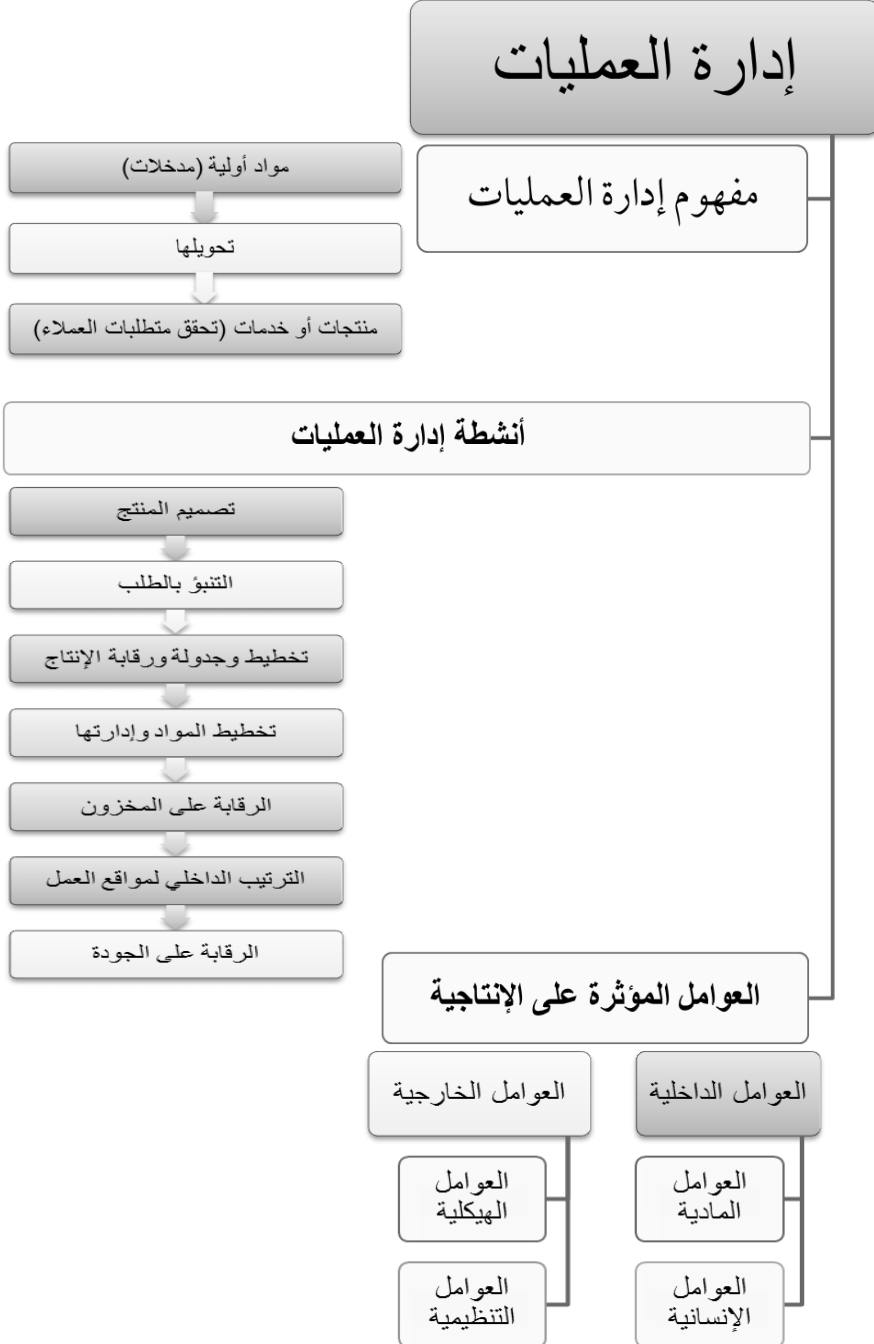 إدارة العمليات
مفهوم إدارة العمليات
مواد أولية (مدخلات)
تحويلها
منتجات أو خدمات (تحقق متطلبات العملاء)
أنشطة إدارة العمليات
تصميم المنتج
التنبؤ بالطلب
تخطيط وجدولة ورقابة الإنتاج
تخطيط المواد وإدارتها
الرقابة على المخزون
الترتيب الداخلي لمواقع العمل
الرقابة على الجودة
العوامل المؤثرة على الإنتاجية
العوامل الداخلية
العوامل
المادية
العوامل
الإنسانية
العوامل الخارجية
العوامل
الهيكلية
العوامل
التنظيمية